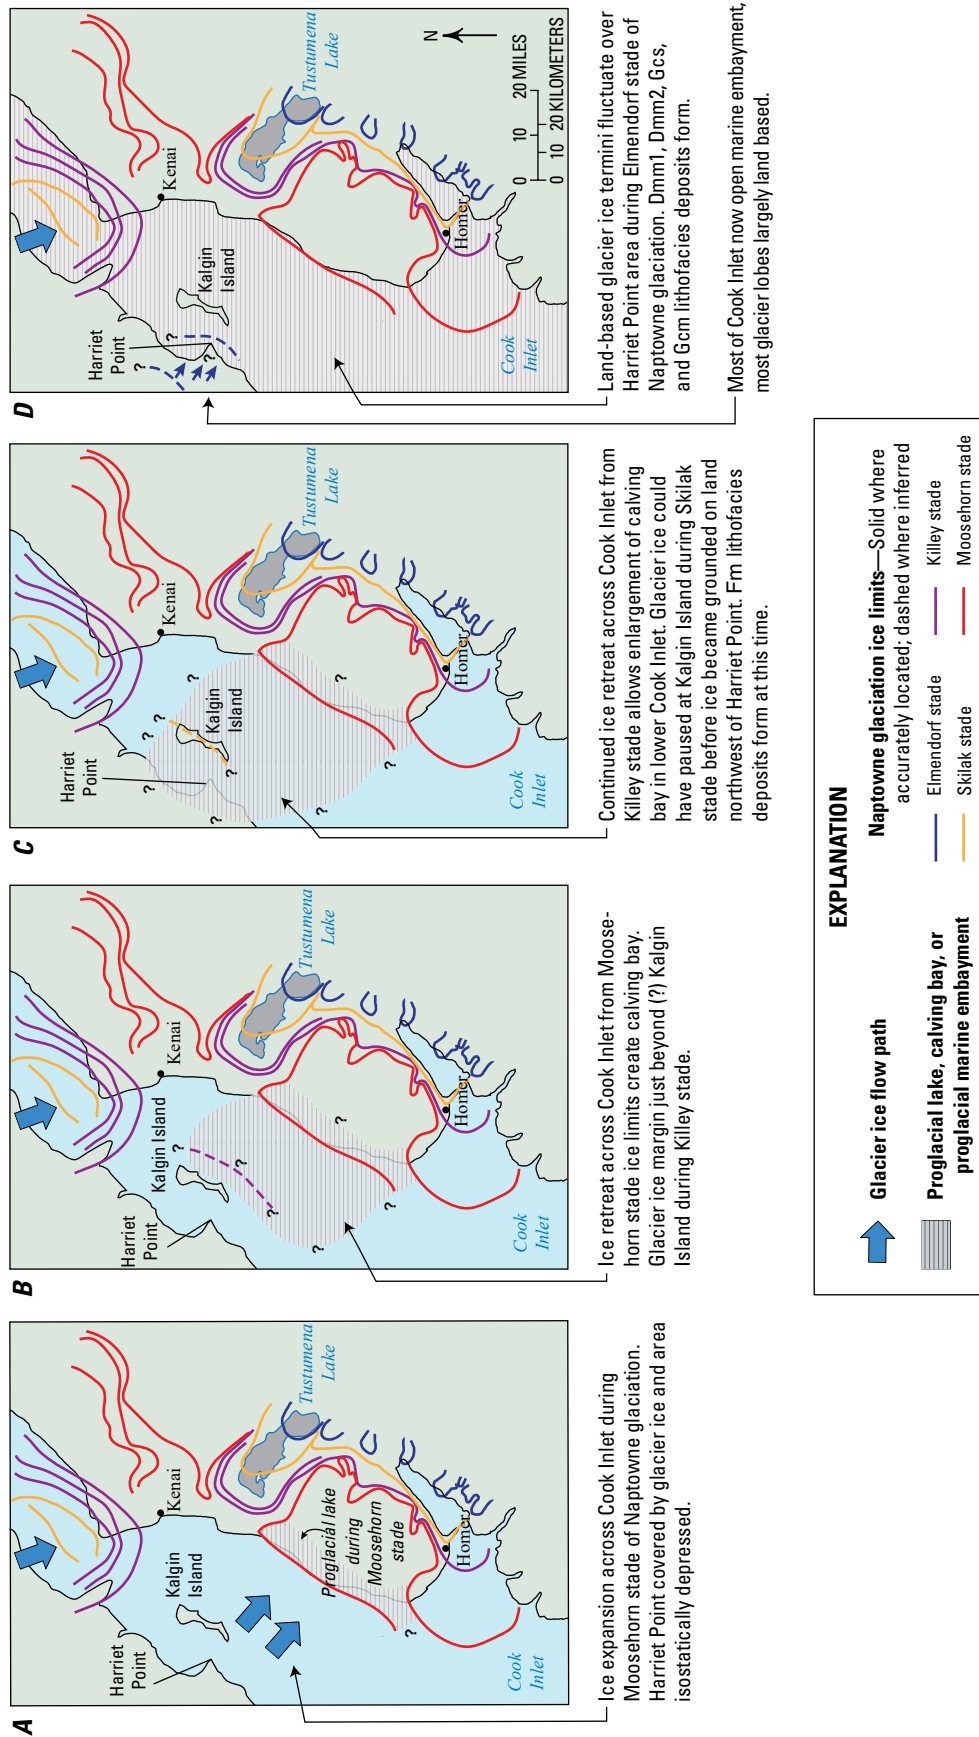 A
Harriet
Point
Kalgin
Island
Kenai
Tustumena
Lake
Proglacial lake
during
Moosehorn
stade
?
Homer
Cook
Inlet
Ice expansion across Cook Inlet during
Moosehorn stade of Naptowne glaciation.
Harriet Point covered by glacier ice and area
isostatically depressed.
B
Harriet
Point
Kalgin Island
Kenai
Tustumena
Lake
?
?
?
?
?
?
Homer
Cook
Inlet
Ice retreat across Cook Inlet from Moose-
horn stade ice limits create calving bay.
Glacier ice margin just beyond (?) Kalgin
Island during Killey stade.
C
Harriet
Point
Kalgin
Island
Kenai
Tustumena
Lake
?
?
?
?
?
?
?
?
Homer
Cook
Inlet
Continued ice retreat across Cook Inlet from
Killey stade allows enlargement of calving
bay in lower Cook Inlet. Glacier ice could
have paused at Kalgin Island during Skilak
stade before ice became grounded on land
northwest of Harriet Point. Fm lithofacies
deposits form at this time.
D
Harriet
Point
?
?
?
Kalgin
Island
Kenai
Tustumena
Lake
N
0 10 20 MILES
0 10 20 KILOMETERS
Homer
Cook
Inlet
Land-based glacier ice termini fluctuate over
Harriet Point area during Elmendorf stade of
Naptowne glaciation. Dmm1, Dmm2, Gcs,
and Gcm lithofacies deposits form.
Most of Cook Inlet now open marine embayment,
most glacier lobes largely land based.
EXPLANATION
Glacier ice flow path
Proglacial lake, calving bay, or
proglacial marine embayment
Naptowne glaciation ice limits—Solid where
accurately located; dashed where inferred
Elmendorf stade
Killey stade
Skilak stade
Moosehorn stade